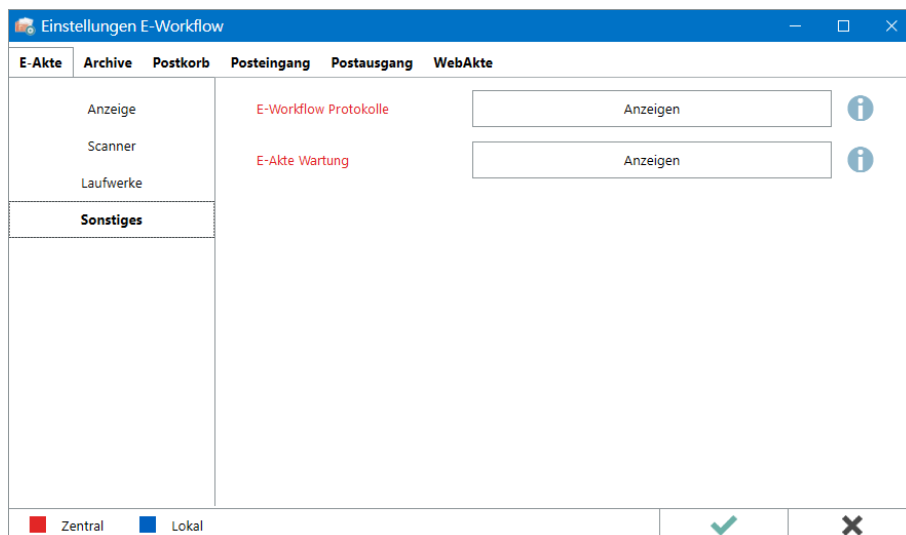 Einstellungen E-Workflow
E-Akte Archive Postkorb Posteingang Postausgang WebAkte
Anzeige
Scanner
Laufwerke
Sonstiges
E-Workflow Protokolle Anzeigen
E-Akte Wartung Anzeigen
Zentral Lokal